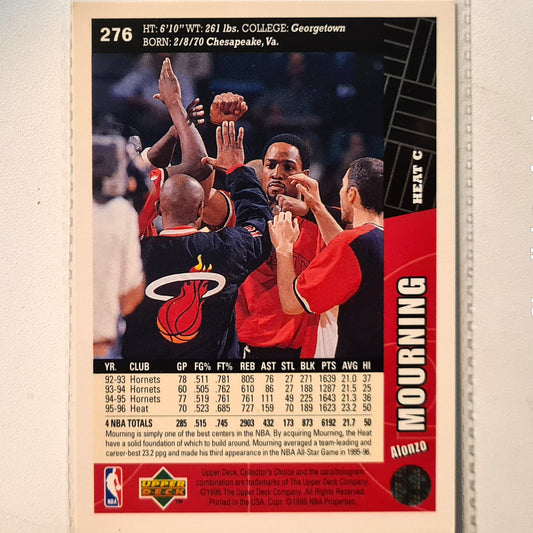 276
HT: 6'10" WT: 261 lbs. COLLEGE: Georgetown
BORN: 2/8/70 Chesapeake, Va.
HEAT C
Alonzo MOURNING
YR. CLUB GP FG% FT% REB AST STL BLK PTS AVG HI
92-93 Hornets 78 .511 .781 805 76 27 271 1639 21.0 37
93-94 Hornets 60 .505 .762 610 86 27 188 1287 21.5 39
94-95 Hornets 77 .519 .761 761 111 49 225 1643 21.3 36
95-96 Heat 70 .523 .685 727 159 70 189 1623 23.2 50
4 NBA TOTALS 285 .515 .745 2903 432 173 873 6192 21.7 50
Mourning is simply one of the best centers in the NBA. By acquiring Mourning, the Heat
have a solid foundation of which to build around. Mourning averaged a team-leading and
career-best 23.2 ppg and made his third appearance in the NBA All-Star Game in 1995-96.
NBA
UPPER DECK
TM
Upper Deck, Collector's Choice and the card/hologram
combination are trademarks of The Upper Deck Company.
©1996 The Upper Deck Company. All Rights Reserved.
Printed in the USA. Copr. ©1996 NBA Properties.